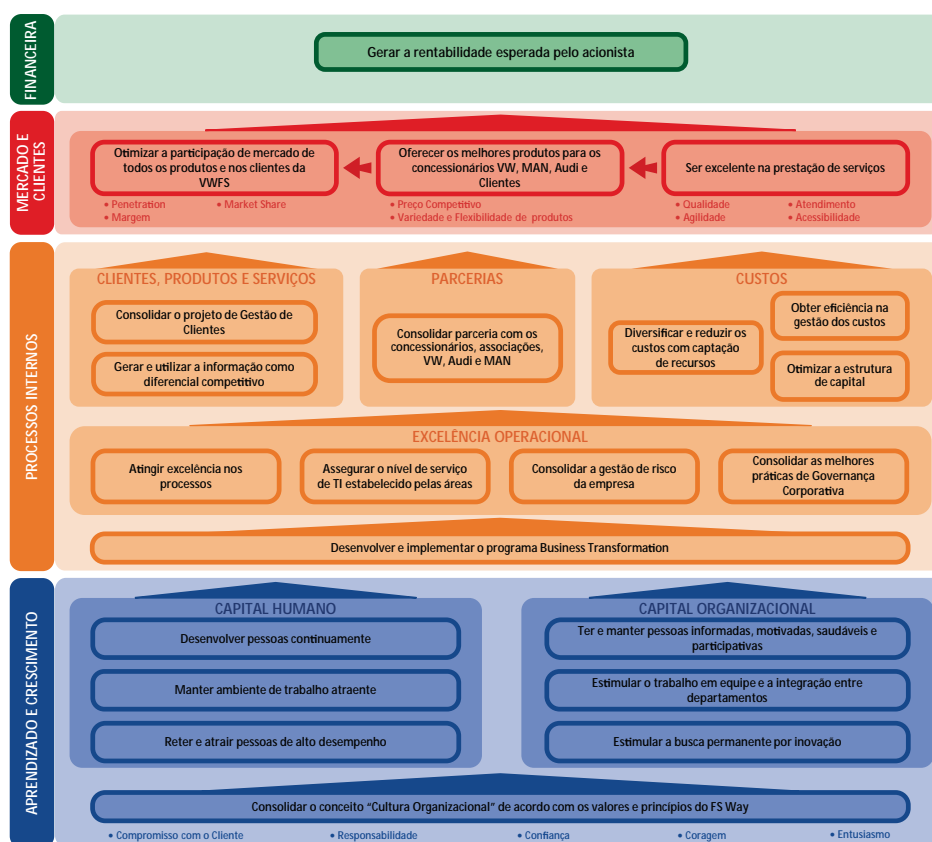 FINANCEIRA
Gerar a rentabilidade esperada pelo acionista
MERCADO E
CLIENTES
Otimizar a participação de mercado de
todos os produtos e nos clientes da
VWFS
• Penetration
• Market Share
• Margem
Oferecer os melhores produtos para os
concessionários VW, MAN, Audi e
Clientes
• Preço Competitivo
• Variedade e Flexibilidade de produtos
Ser excelente na prestação de serviços
• Qualidade
• Atendimento
• Agilidade
• Acessibilidade
PROCESSOS INTERNOS
CLIENTES, PRODUTOS E SERVIÇOS
Consolidar o projeto de Gestão de
Clientes
Gerar e utilizar a informação como
diferencial competitivo
PARCERIAS
Consolidar parceria com os
concessionários, associações,
VW, Audi e MAN
CUSTOS
Diversificar e reduzir os
custos com captação
de recursos
Obter eficiência na
gestão dos custos
Otimizar a estrutura
de capital
EXCELÊNCIA OPERACIONAL
Atingir excelência nos
processos
Assegurar o nível de serviço
de TI estabelecido pelas áreas
Consolidar a gestão de risco
da empresa
Consolidar as melhores
práticas de Governança
Corporativa
Desenvolver e implementar o programa Business Transformation
APRENDIZADO E CRESCIMENTO
CAPITAL HUMANO
Desenvolver pessoas continuamente
Manter ambiente de trabalho atraente
Reter e atrair pessoas de alto desempenho
CAPITAL ORGANIZACIONAL
Ter e manter pessoas informadas, motivadas, saudáveis e
participativas
Estimular o trabalho em equipe e a integração entre
departamentos
Estimular a busca permanente por inovação
Consolidar o conceito “Cultura Organizacional” de acordo com os valores e princípios do FS Way
• Compromisso com o Cliente
• Responsabilidade
• Confiança
• Coragem
• Entusiasmo